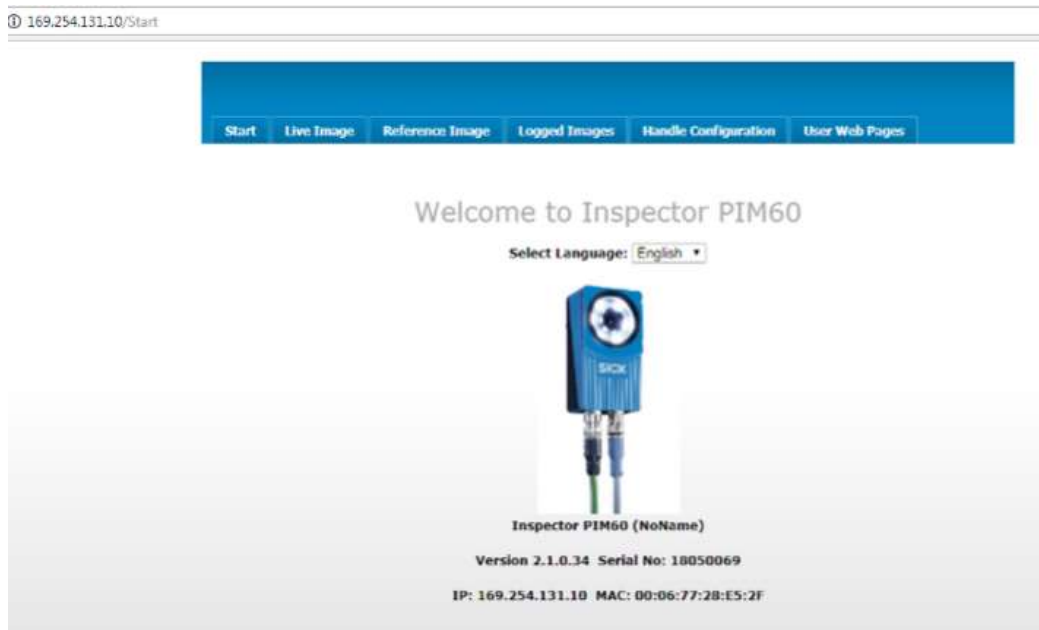 169.254.131.10/Start
Start Live Image Reference Image Logged Images Handle Configuration User Web Pages
Welcome to Inspector PIM60
Select Language: English
SICK
Inspector PIM60 (NoName)
Version 2.1.0.34 Serial No: 18050069
IP: 169.254.131.10 MAC: 00:06:77:28:E5:2F